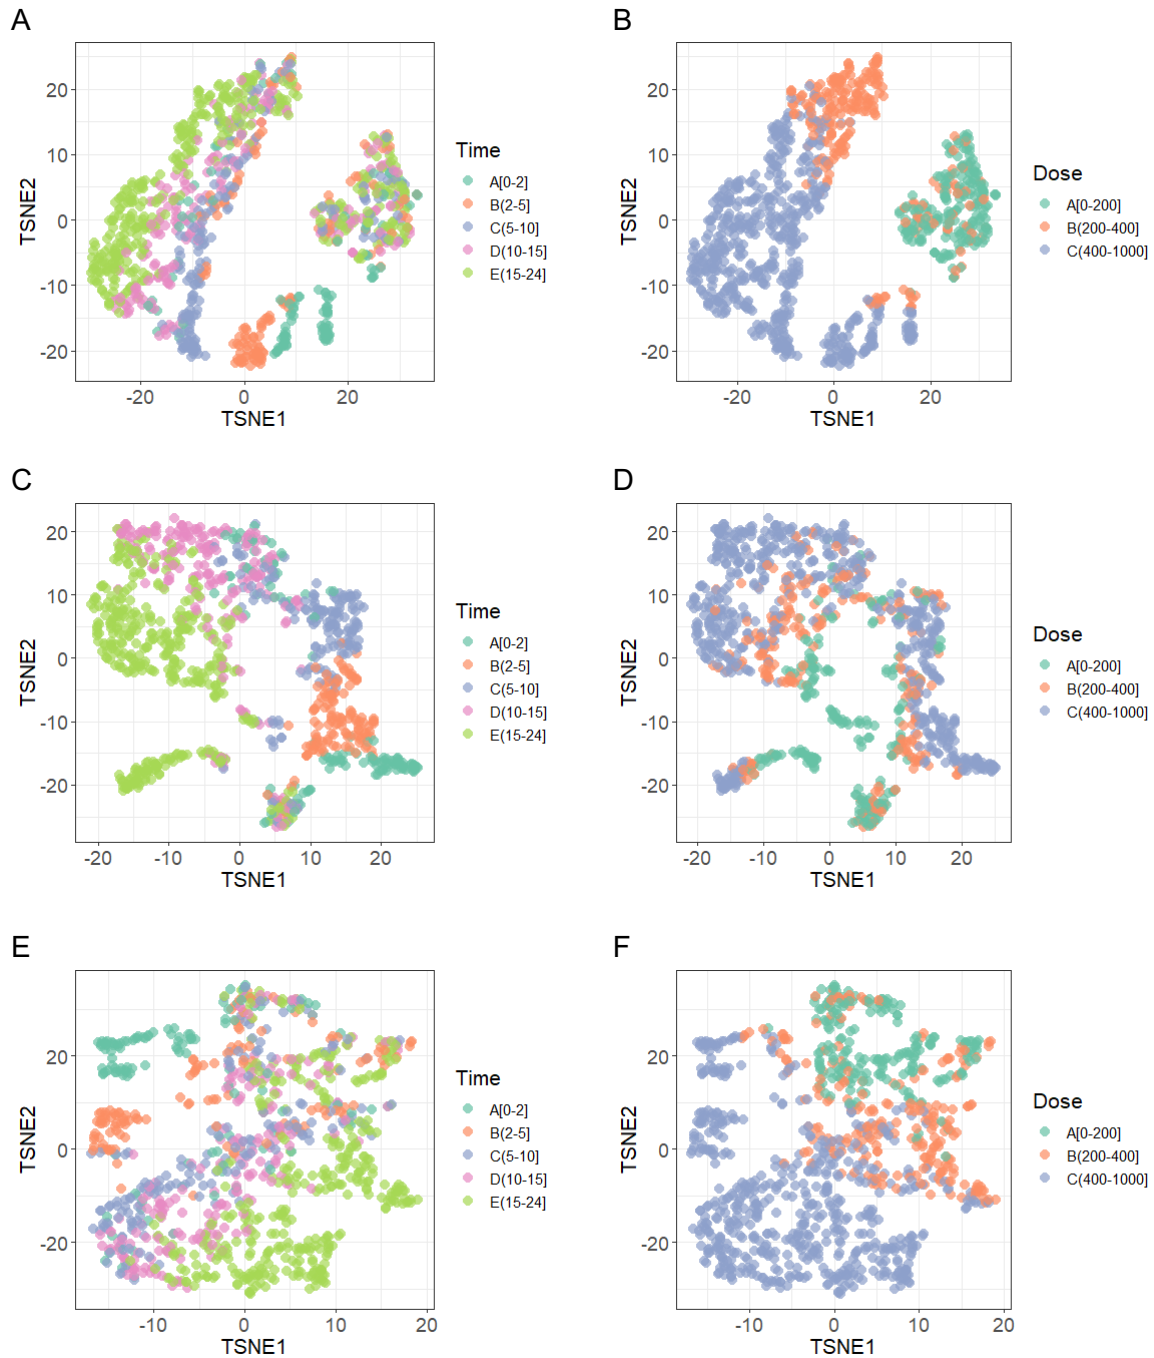 A
B
TSNE2
20
10
0
-10
-20
-20
0
20
TSNE1
Time
A[0-2]
B(2-5]
C(5-10]
D(10-15]
E(15-24]
TSNE2
20
10
0
-10
-20
-20
0
20
TSNE1
Dose
A[0-200]
B(200-400]
C(400-1000]
C
D
TSNE2
20
10
0
-10
-20
-20
-10
0
10
20
TSNE1
Time
A[0-2]
B(2-5]
C(5-10]
D(10-15]
E(15-24]
TSNE2
20
10
0
-10
-20
-20
-10
0
10
20
TSNE1
Dose
A[0-200]
B(200-400]
C(400-1000]
E
F
TSNE2
20
0
-20
-10
0
10
20
TSNE1
Time
A[0-2]
B(2-5]
C(5-10]
D(10-15]
E(15-24]
TSNE2
20
0
-20
-10
0
10
20
TSNE1
Dose
A[0-200]
B(200-400]
C(400-1000]